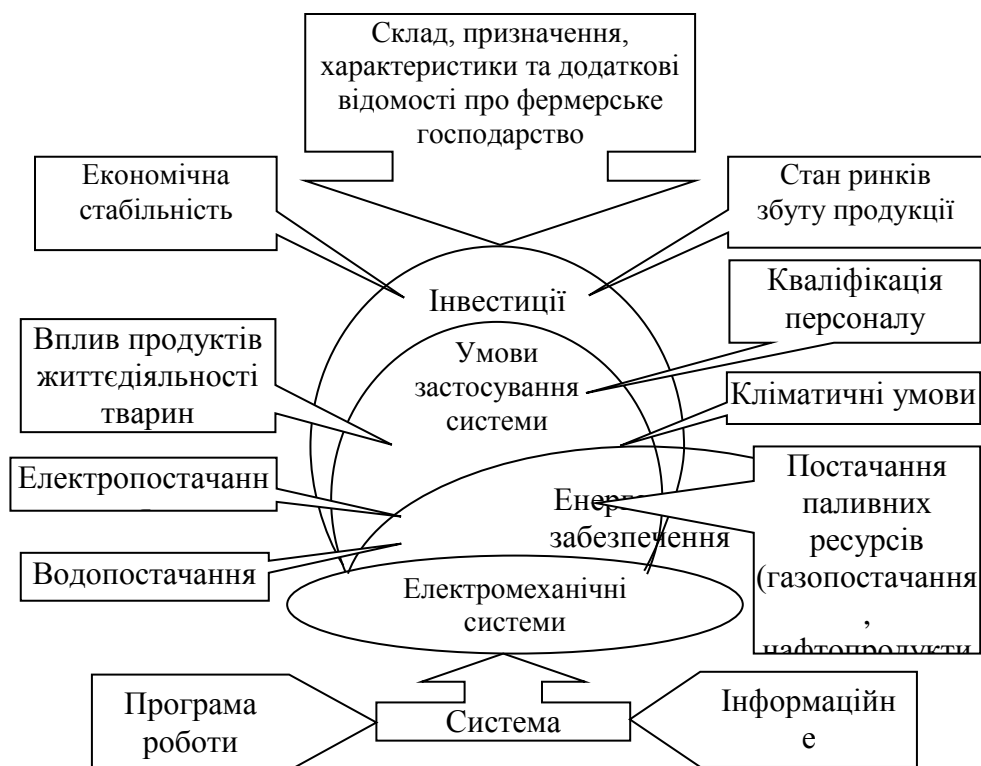 Склад, призначення,
характеристики та додаткові
відомості про фермерське
господарство
Економічна
стабільність
Стан ринків
збуту продукції
Інвестиції
Кваліфікація
персоналу
Вплив продуктів
життєдіяльності
тварин
Умови
застосування
системи
Кліматичні умови
Електропостачанн
Постачання
паливних
ресурсів
(газопостачання
,
нафтопродукти
забезпечення
Водопостачання
Електромеханічні
системи
Програма
роботи
Система
Інформаційн
е